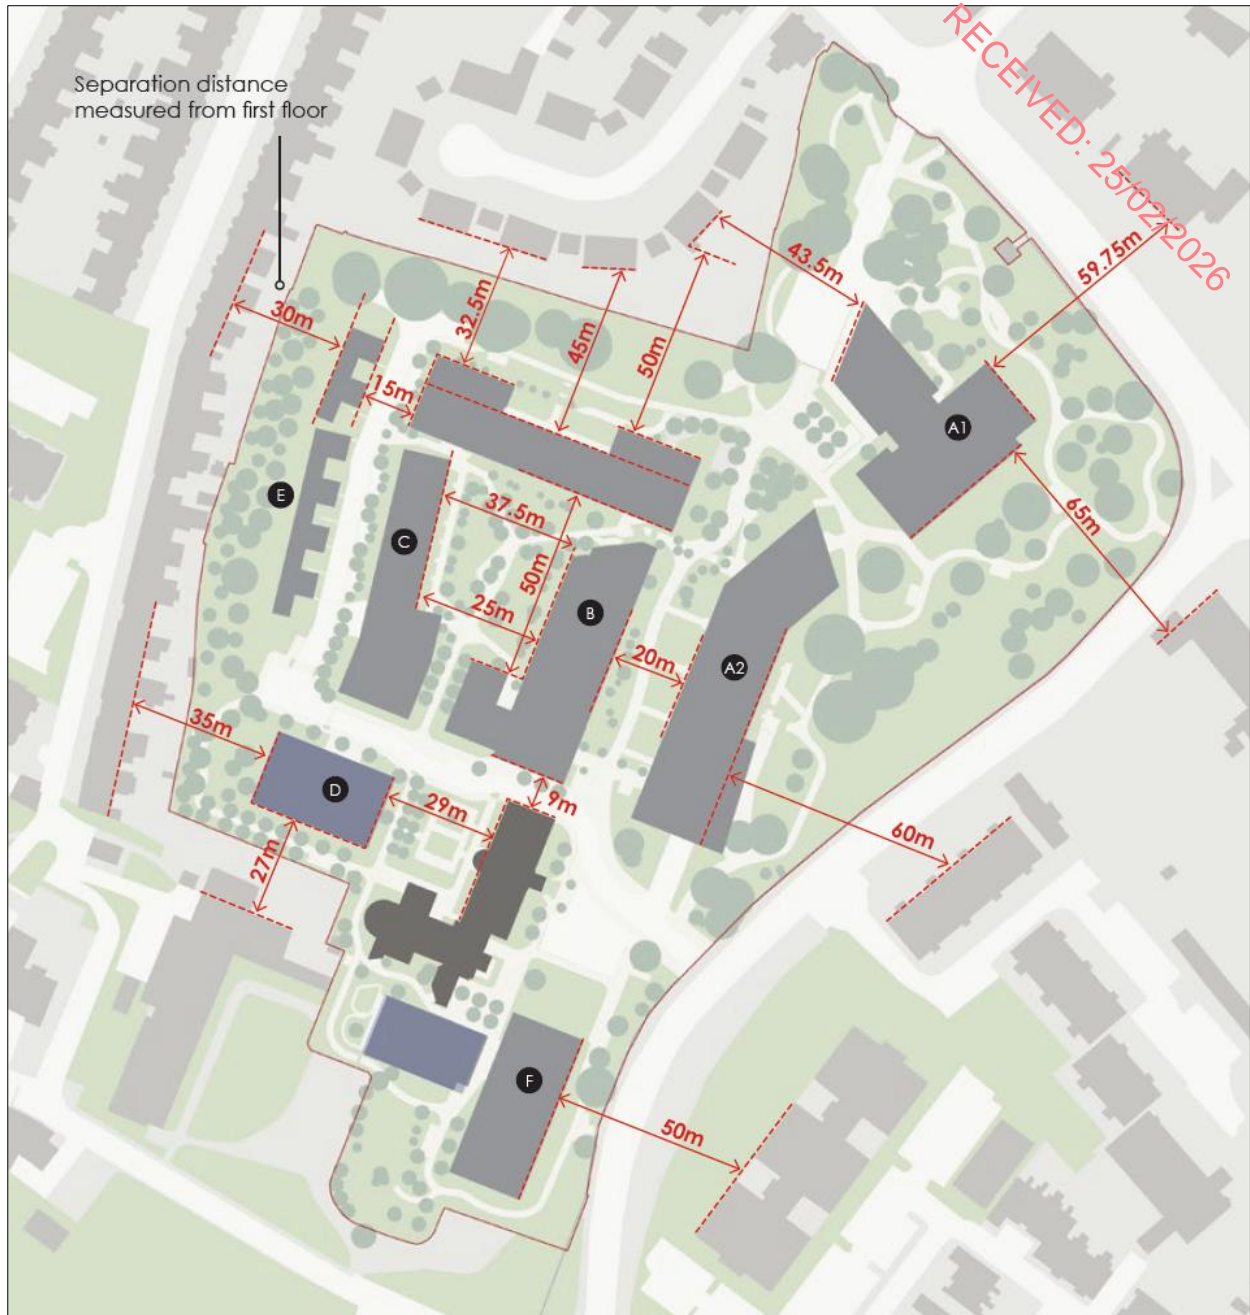 RECEIVED: 25/02/2026
Separation distance
measured from first floor
43.5m
59.75m
32.5m
30m
45m
50m
15m
A1
65m
37.5m
E
C
50m
25m
B
20m
A2
35m
D
29m
9m
60m
27m
F
50m